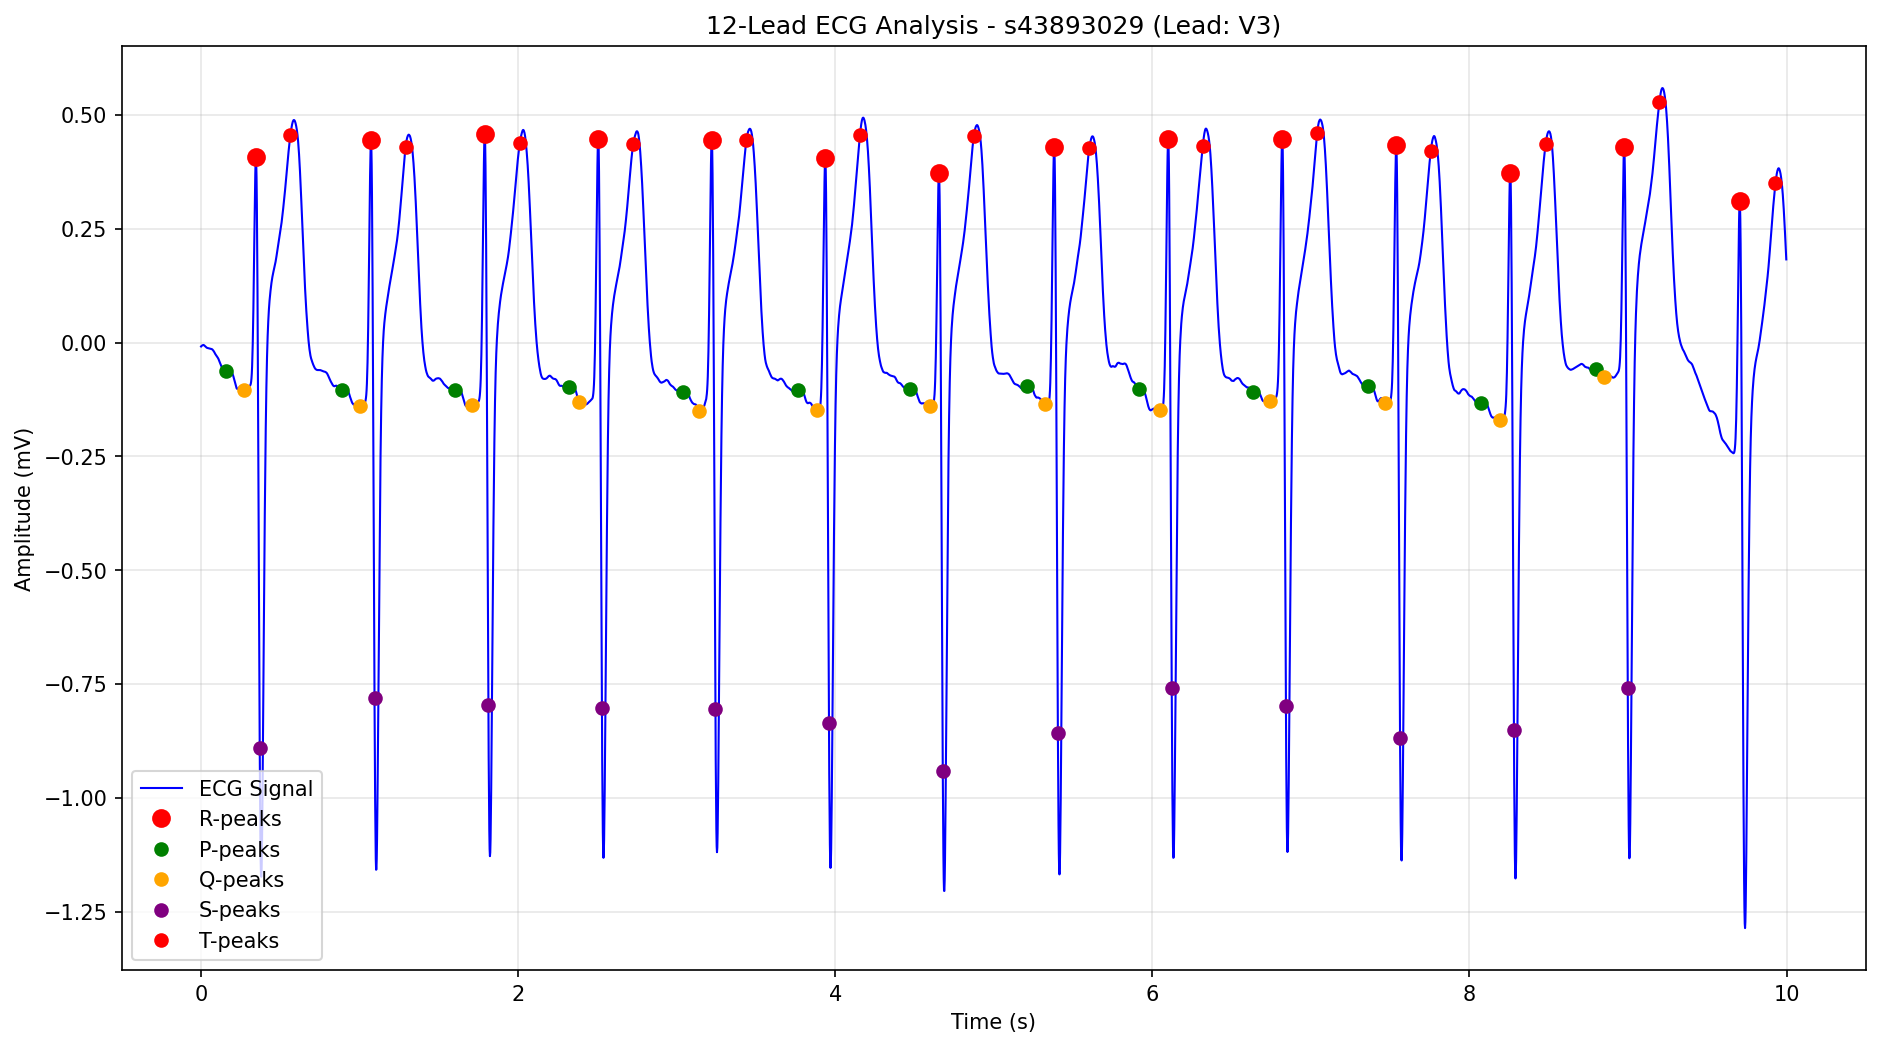 12-Lead ECG Analysis - s43893029 (Lead: V3)
Amplitude (mV)
0.50
0.25
0.00
−0.25
−0.50
−0.75
−1.00
−1.25
ECG Signal
R-peaks
P-peaks
Q-peaks
S-peaks
T-peaks
0 2 4 6 8 10
Time (s)